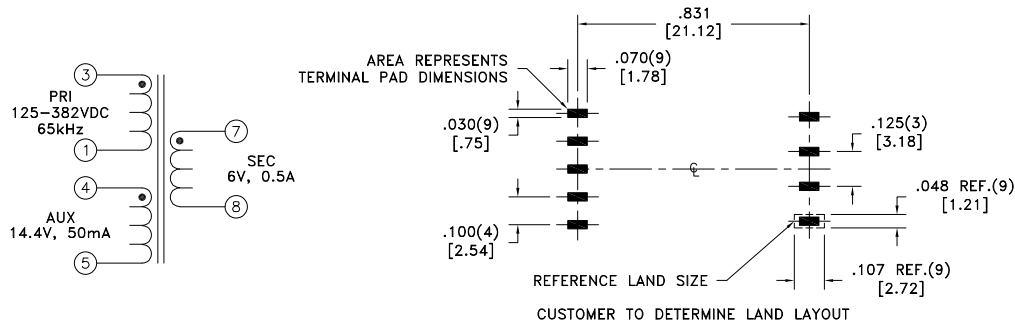 3
PRI
125-382VDC
65kHz
1
4
AUX
14.4V, 50mA
5
7
SEC
6V, 0.5A
8
.831
[21.12]
AREA REPRESENTS
TERMINAL PAD DIMENSIONS
.070(9)
[1.78]
.030(9)
[.75]
.125(3)
[3.18]
℄
.048 REF.(9)
[1.21]
.100(4)
[2.54]
REFERENCE LAND SIZE
.107 REF.(9)
[2.72]
CUSTOMER TO DETERMINE LAND LAYOUT